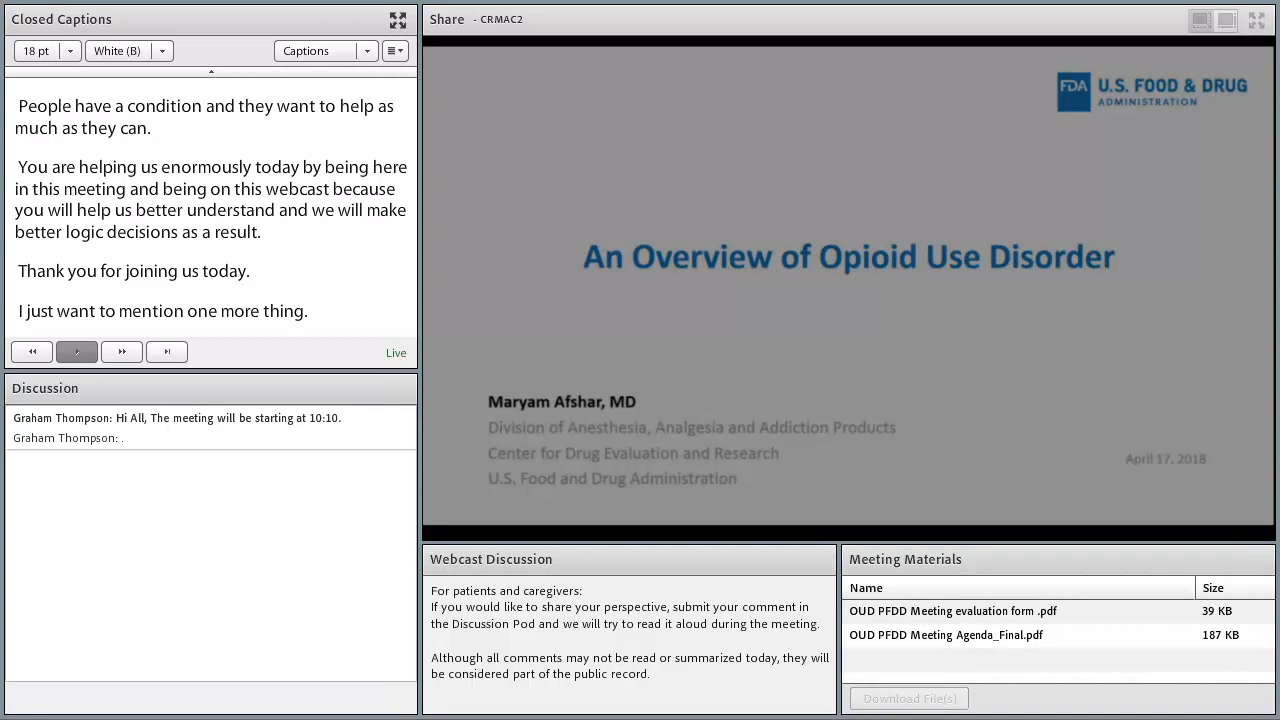 Closed Captions
18 pt
White (B)
Captions
People have a condition and they want to help as
much as they can.
You are helping us enormously today by being here
in this meeting and being on this webcast because
you will help us better understand and we will make
better logic decisions as a result.
Thank you for joining us today.
I just want to mention one more thing.
Live
Discussion
Graham Thompson: Hi All, The meeting will be starting at 10:10.
Graham Thompson: .
Share - CRMAC2
FDA U.S. FOOD & DRUG
ADMINISTRATION
An Overview of Opioid Use Disorder
Maryam Afshar, MD
Division of Anesthesia, Analgesia and Addiction Products
Center for Drug Evaluation and Research
U.S. Food and Drug Administration
April 17, 2018
Webcast Discussion
For patients and caregivers:
If you would like to share your perspective, submit your comment in
the Discussion Pod and we will try to read it aloud during the meeting.
Although all comments may not be read or summarized today, they will
be considered part of the public record.
Meeting Materials
Name Size
OUD PFDD Meeting evaluation form .pdf 39 KB
OUD PFDD Meeting Agenda_Final.pdf 187 KB
Download File(s)